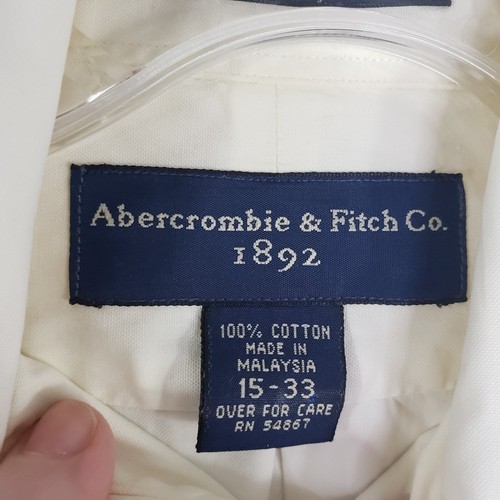 Abercrombie & Fitch Co.
1892
100% COTTON
MADE IN
MALAYSIA
15-33
OVER FOR CARE
RN 54867